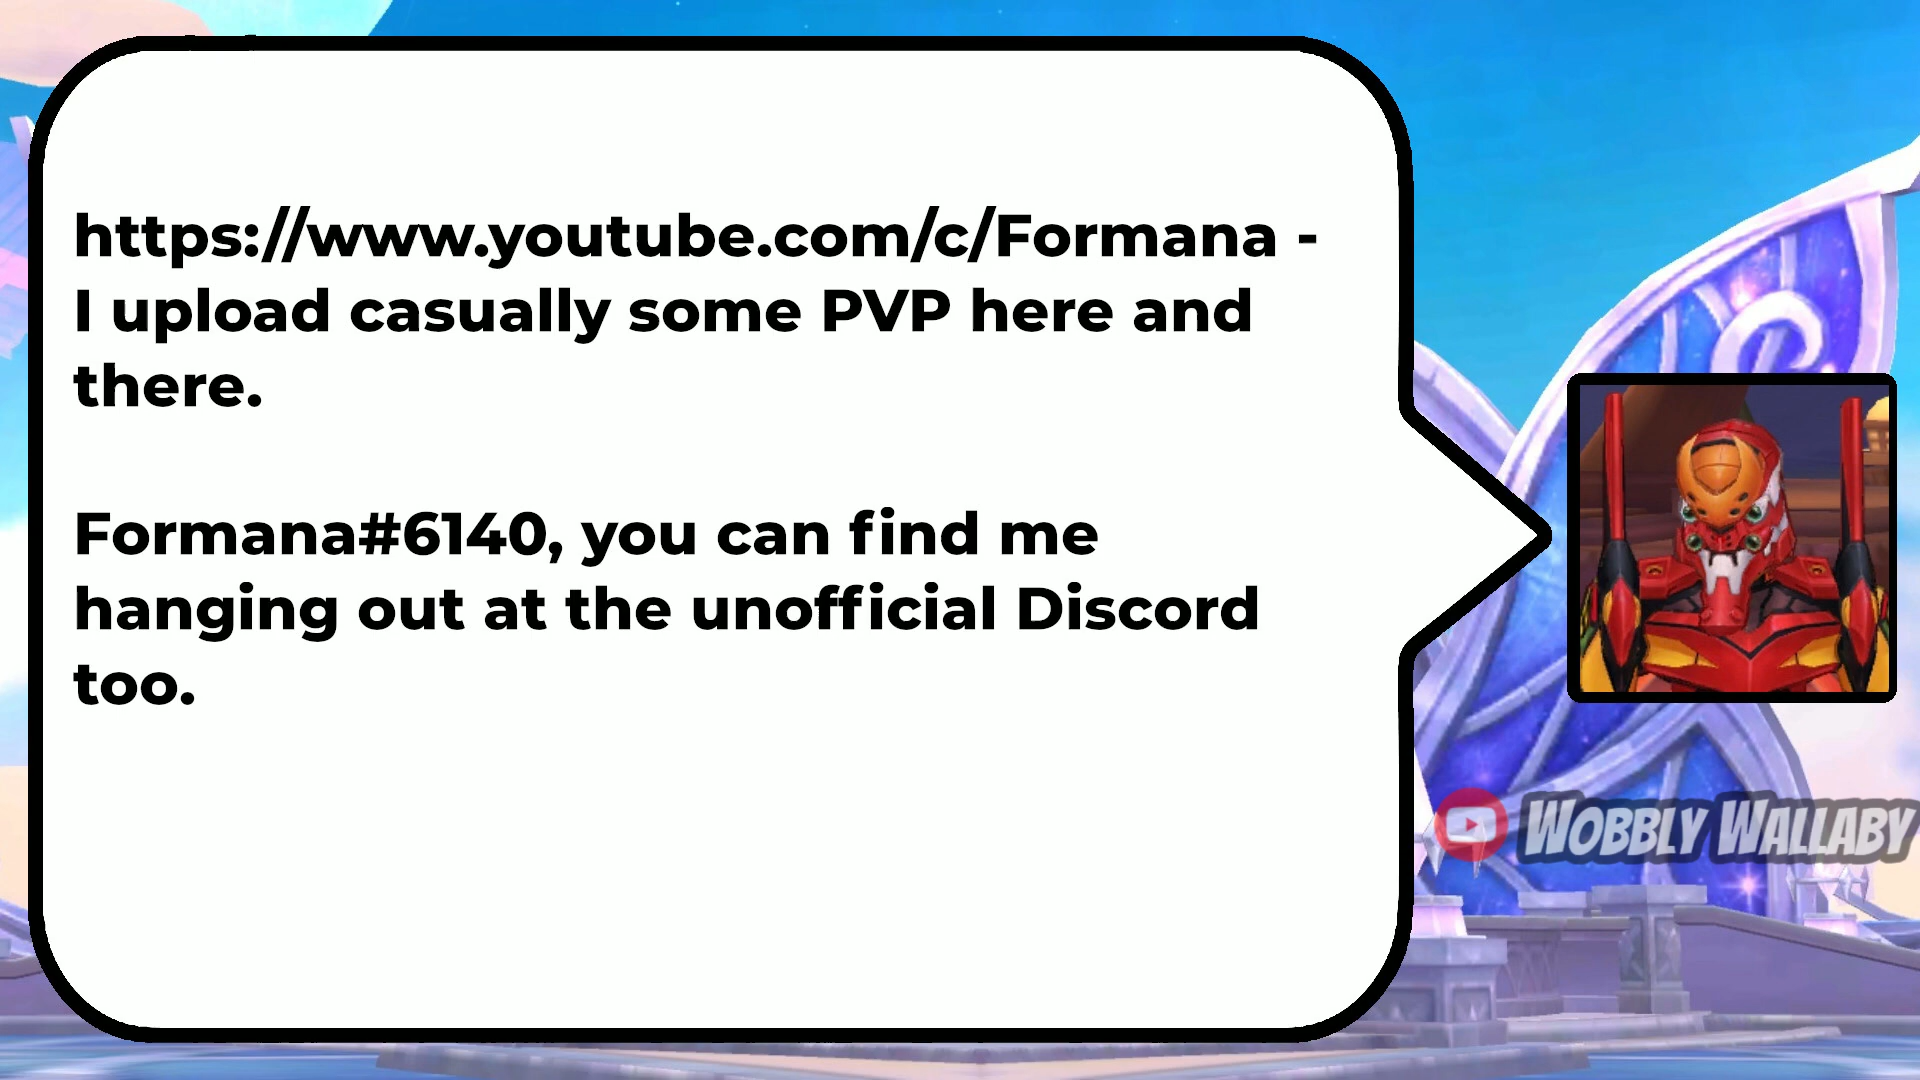 https://www.youtube.com/c/Formana -
I upload casually some PVP here and
there.
Formana#6140, you can find me
hanging out at the unofficial Discord
too.
WOBBLY WALLABY